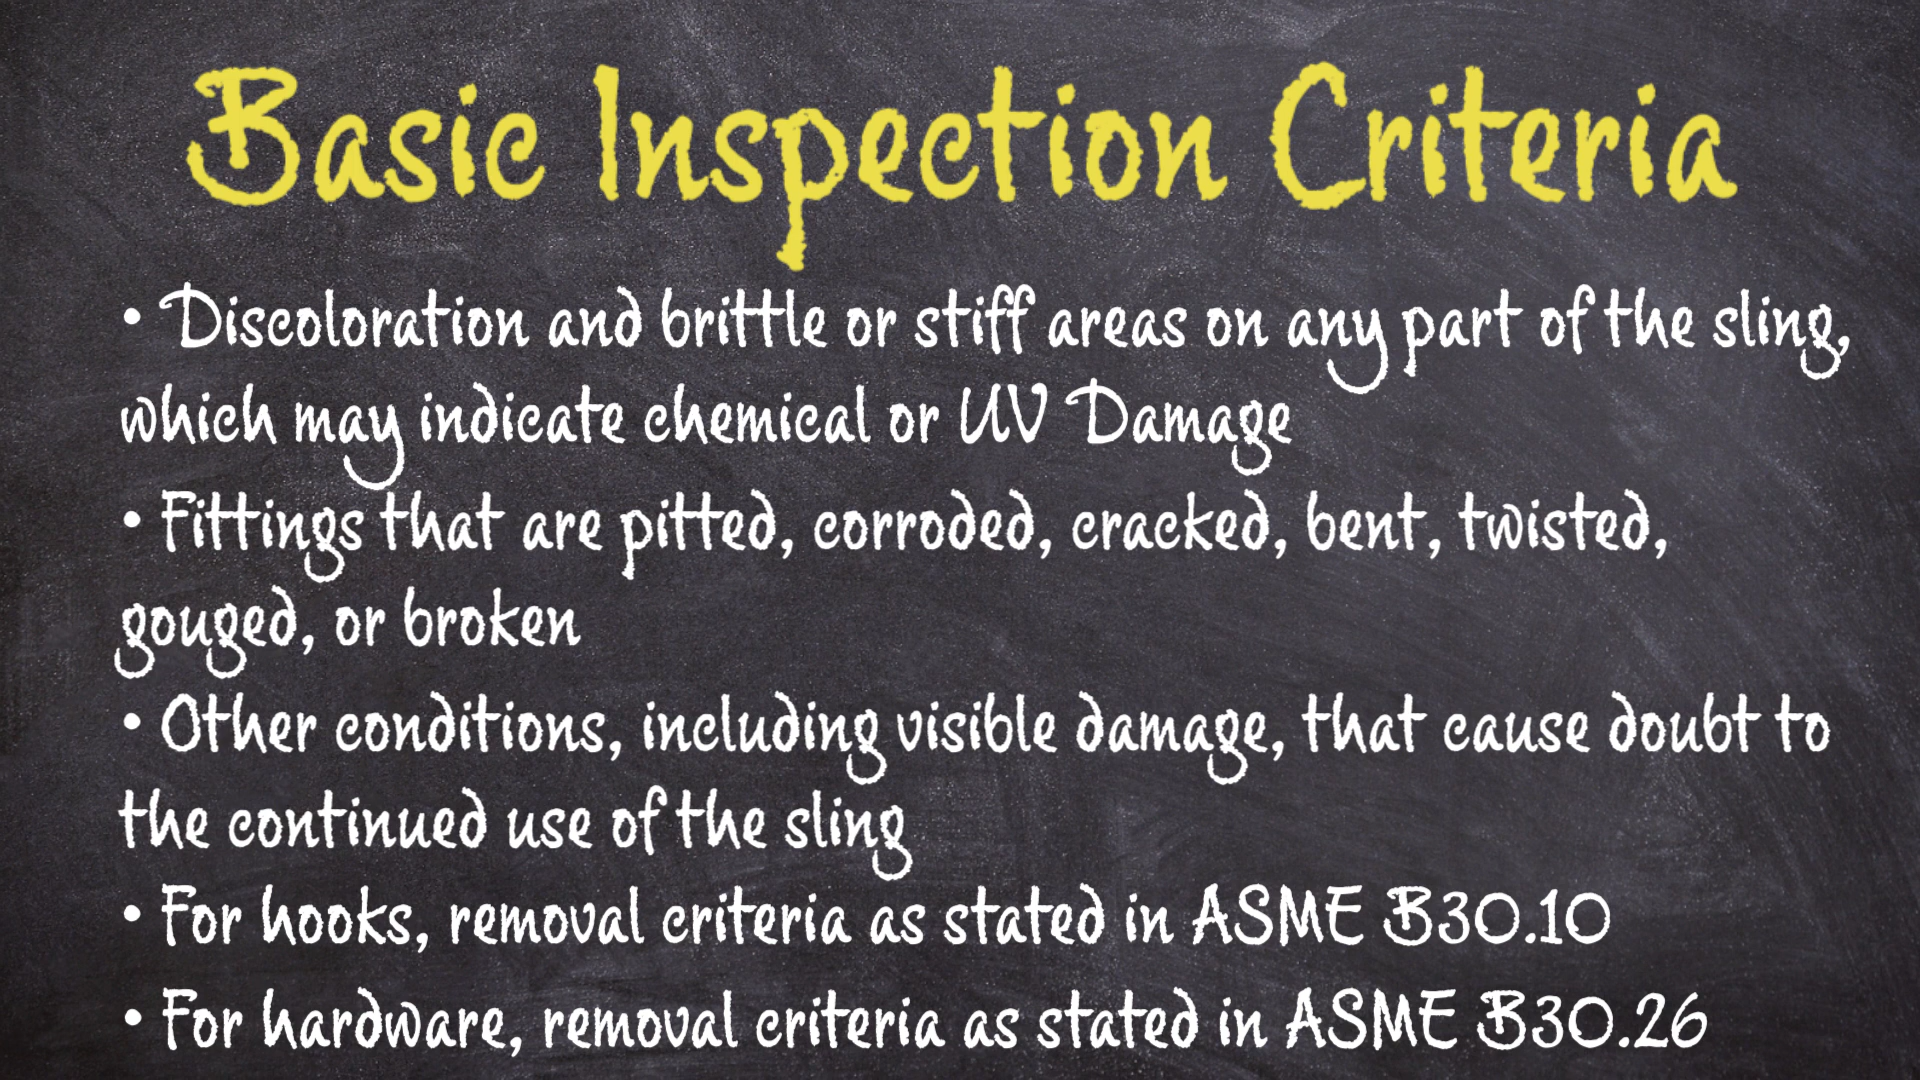 Basic Inspection Criteria
• Discoloration and brittle or stiff areas on any part of the sling,
which may indicate chemical or UV Damage
• Fittings that are pitted, corroded, cracked, bent, twisted,
gouged, or broken
• Other conditions, including visible damage, that cause doubt to
the continued use of the sling
• For hooks, removal criteria as stated in ASME B30.10
• For hardware, removal criteria as stated in ASME B30.26